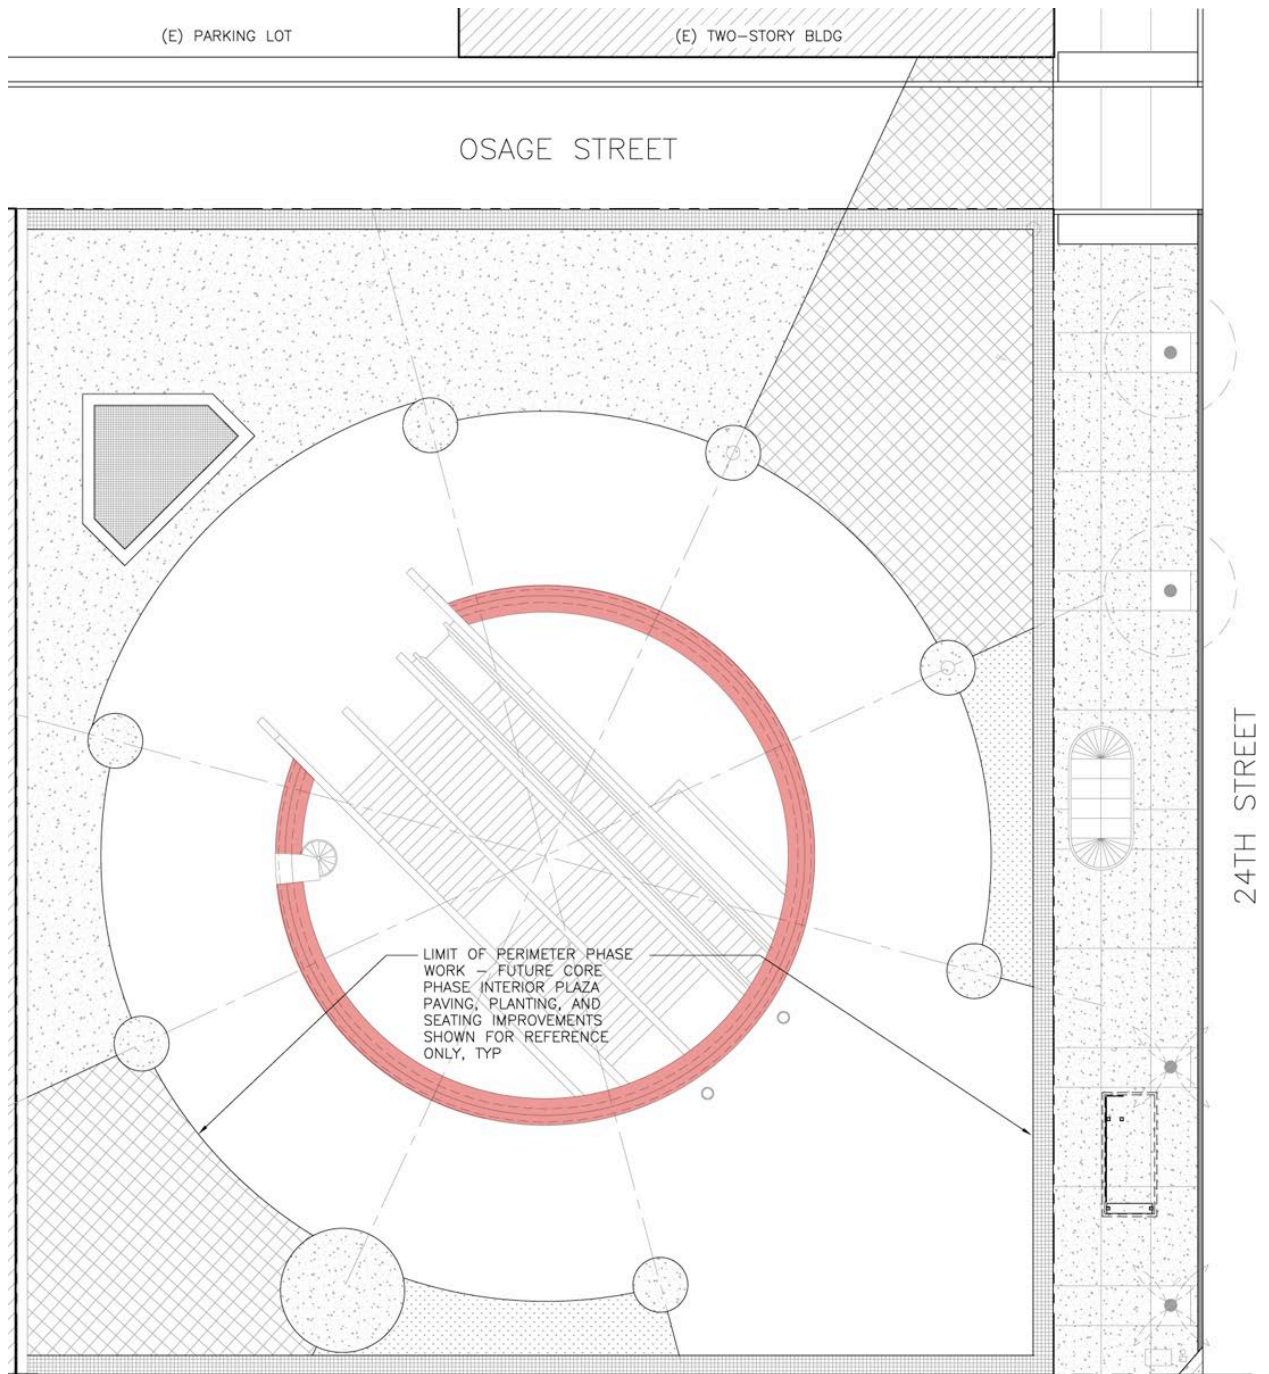 (E) PARKING LOT
(E) TWO-STORY BLDG
OSAGE STREET
24TH STREET
LIMIT OF PERIMETER PHASE
WORK – FUTURE CORE
PHASE INTERIOR PLAZA
PAVING, PLANTING, AND
SEATING IMPROVEMENTS
SHOWN FOR REFERENCE
ONLY, TYP